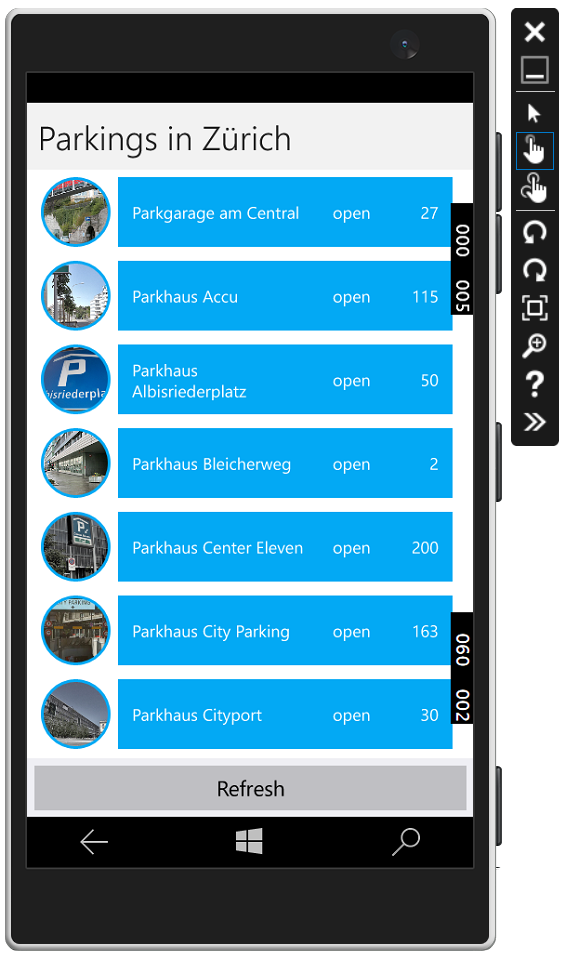 Parkings in Zürich
Parkgarage am Central open 27
000 005
Parkhaus Accu open 115
P
Parkhaus
Albisriederplatz open 50
Parkhaus Bleicherweg open 2
P
Parkhaus Center Eleven open 200
Parkhaus City Parking open 163
060 002
Parkhaus Cityport open 30
Refresh
?